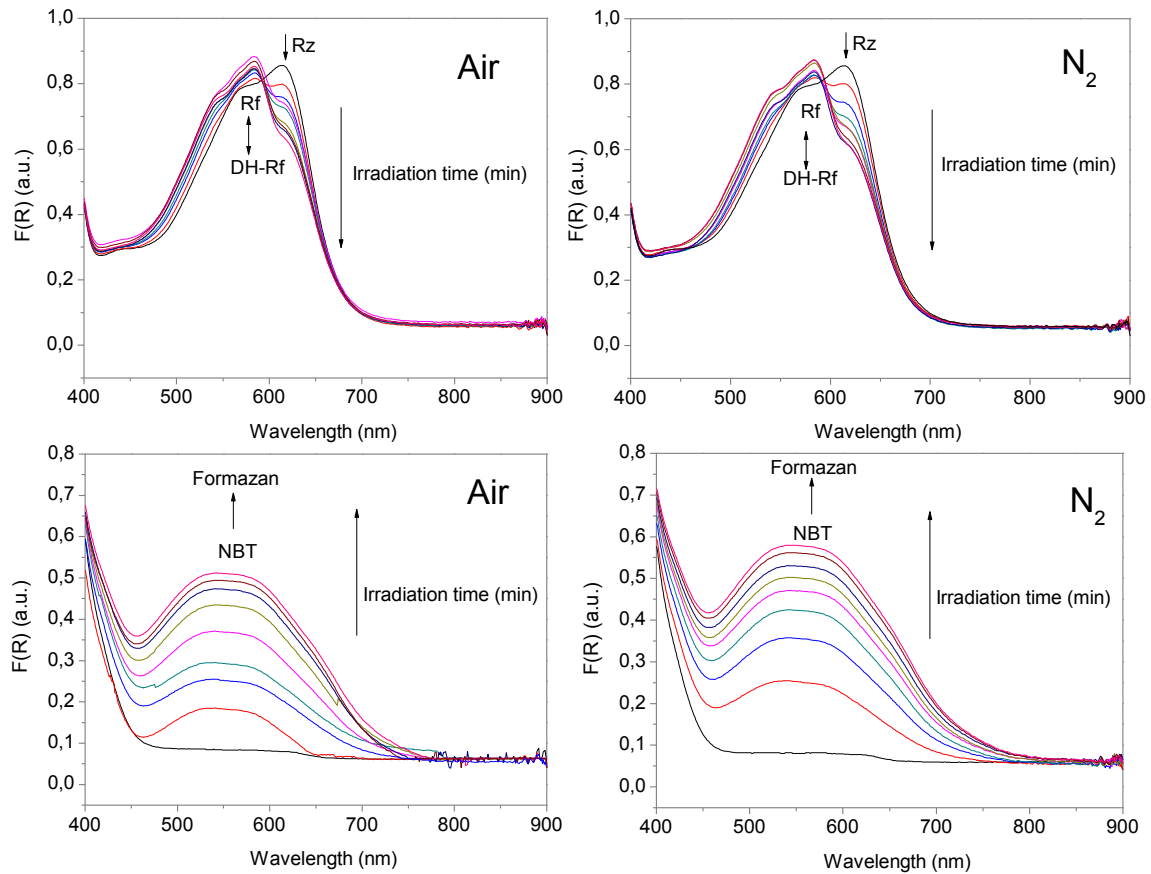 1,0
0,8
0,6
0,4
0,2
0,0
F(R) (a.u.)
Air
Rz
Rf
DH-Rf
Irradiation time (min)
400 500 600 700 800 900
Wavelength (nm)
1,0
0,8
0,6
0,4
0,2
0,0
F(R) (a.u.)
N2
Rz
Rf
DH-Rf
Irradiation time (min)
400 500 600 700 800 900
Wavelength (nm)
0,8
0,7
0,6
0,5
0,4
0,3
0,2
0,1
0,0
F(R) (a.u.)
Air
Formazan
NBT
Irradiation time (min)
400 500 600 700 800 900
Wavelength (nm)
0,8
0,7
0,6
0,5
0,4
0,3
0,2
0,1
0,0
F(R) (a.u.)
N2
Formazan
NBT
Irradiation time (min)
400 500 600 700 800 900
Wavelength (nm)